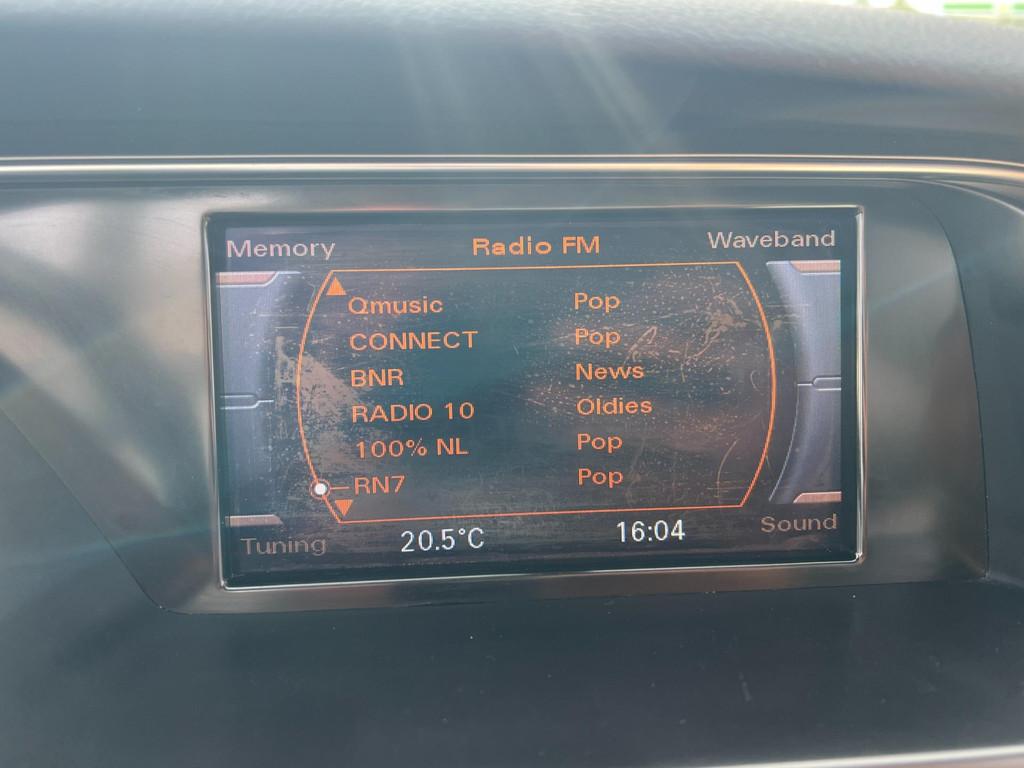 Memory Radio FM Waveband
Qmusic Pop
CONNECT Pop
BNR News
RADIO 10 Oldies
100% NL Pop
RN7 Pop
Tuning 20.5°C 16:04 Sound